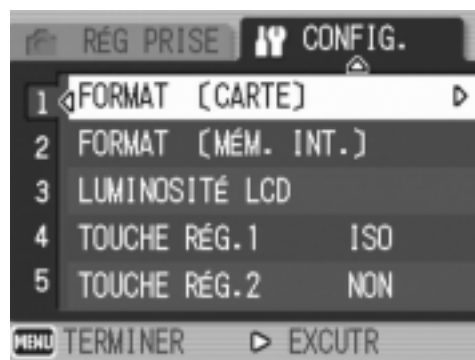 RÉG PRISE CONFIG.
1 FORMAT [CARTE]
2 FORMAT [MÉM. INT.]
3 LUMINOSITÉ LCD
4 TOUCHE RÉG.1 ISO
5 TOUCHE RÉG.2 NON
MENU TERMINER EXCUTR